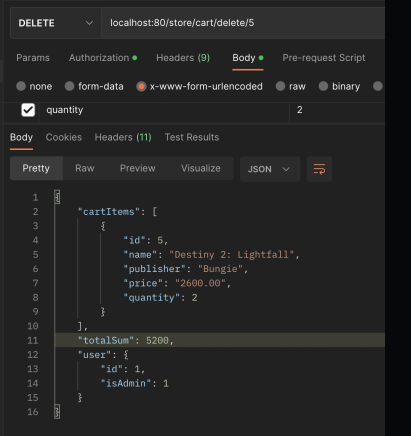 DELETE localhost:80/store/cart/delete/5
Params Authorization Headers (9) Body Pre-request Script
none form-data x-www-form-urlencoded raw binary
quantity 2
Body Cookies Headers (11) Test Results
Pretty Raw Preview Visualize JSON
1 {
2 "cartItems": [
3 {
4 "id": 5,
5 "name": "Destiny 2: Lightfall",
6 "publisher": "Bungie",
7 "price": "2600.00",
8 "quantity": 2
9 }
10 ],
11 "totalSum": 5200,
12 "user": {
13 "id": 1,
14 "isAdmin": 1
15 }
16 }